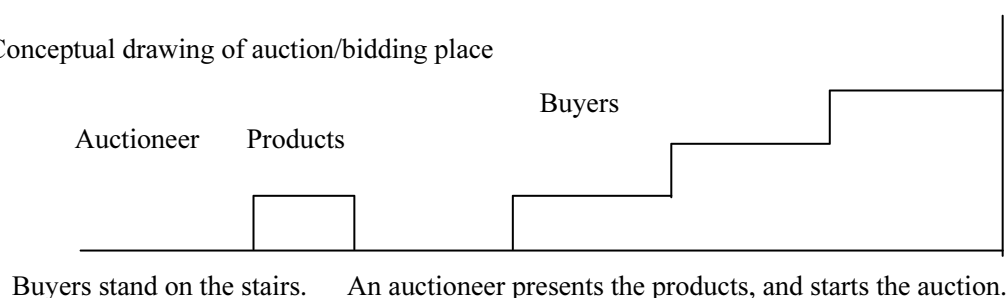 Conceptual drawing of auction/bidding place
Buyers
Auctioneer Products
Buyers stand on the stairs. An auctioneer presents the products, and starts the auction.